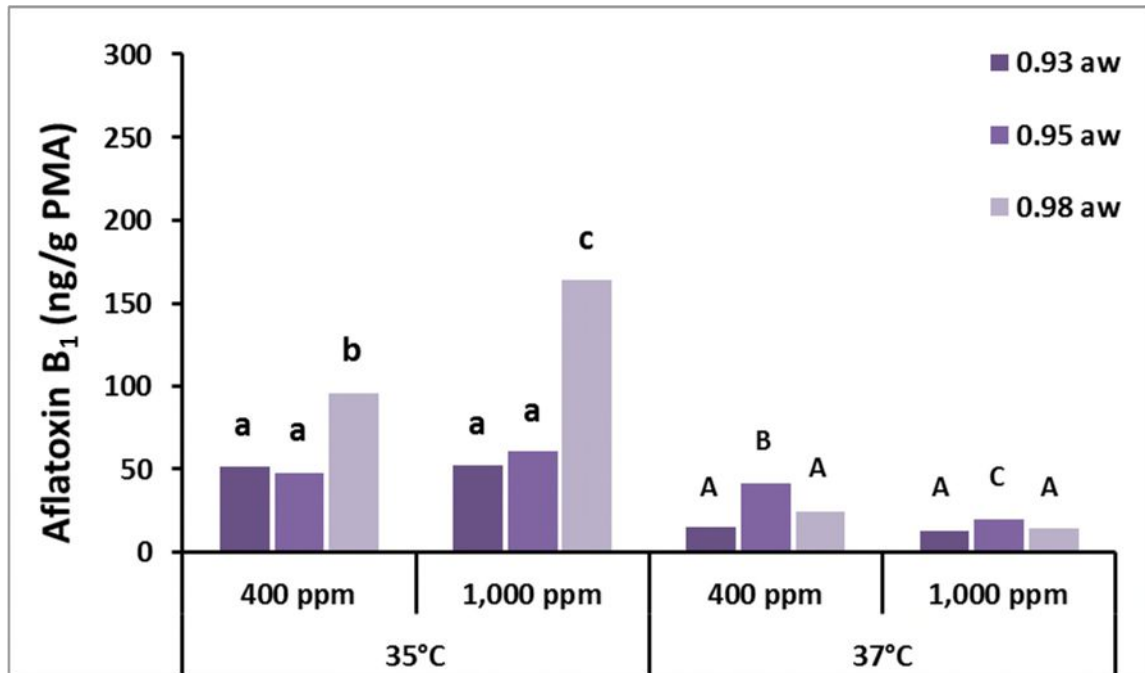 Aflatoxin B₁ (ng/g PMA)
300
250
200
150
100
50
0
0.93 aw
0.95 aw
0.98 aw
a
a
b
a
a
c
A
B
A
A
C
A
400 ppm
1,000 ppm
400 ppm
1,000 ppm
35°C
37°C